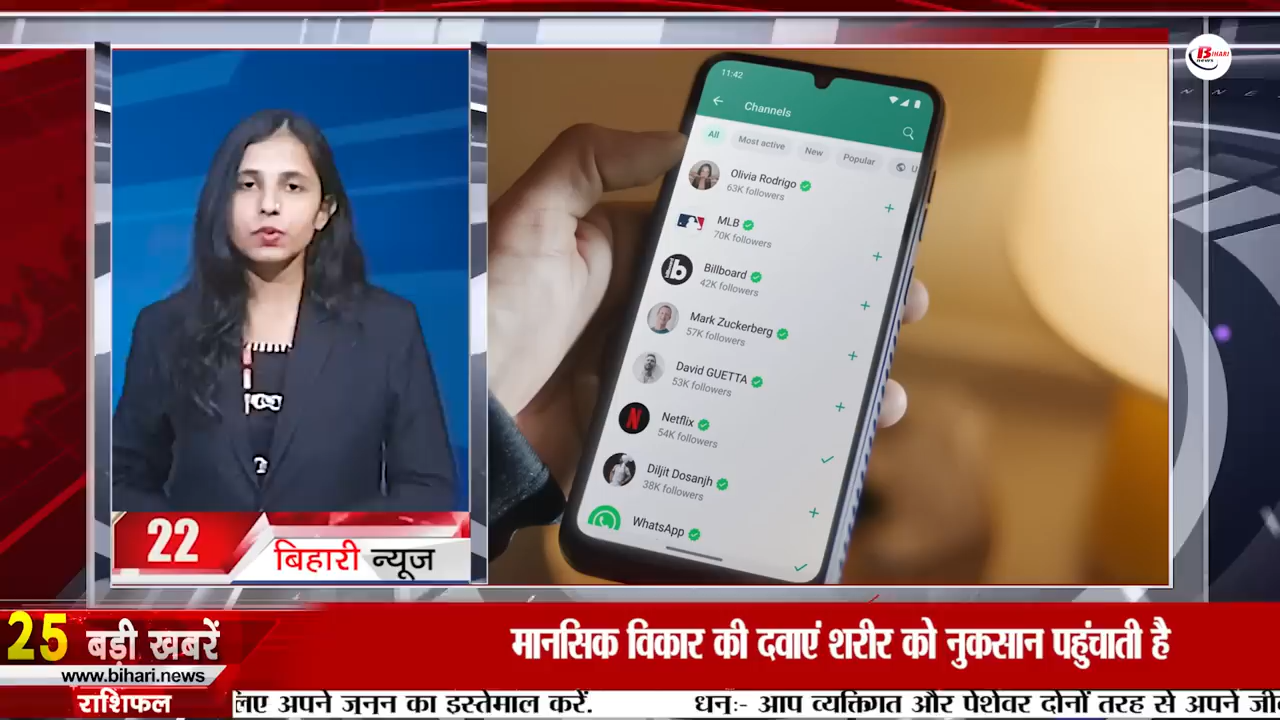 BIHARI
news
11:42
Channels
All
Most active
New
Popular
Olivia Rodrigo
63K followers
MLB
70K followers
Billboard
42K followers
Mark Zuckerberg
57K followers
David GUETTA
53K followers
Netflix
54K followers
Diljit Dosanjh
38K followers
WhatsApp
22
बिहारी न्यूज
25 बड़ी खबरें
www.bihari.news
मानसिक विकार की दवाएं शरीर को नुकसान पहुंचाती है
राशिफल
लिए अपने जनन का इस्तेमाल करें. धनः- आप व्यक्तिगत और पेशेवर दोनों तरह से अपने